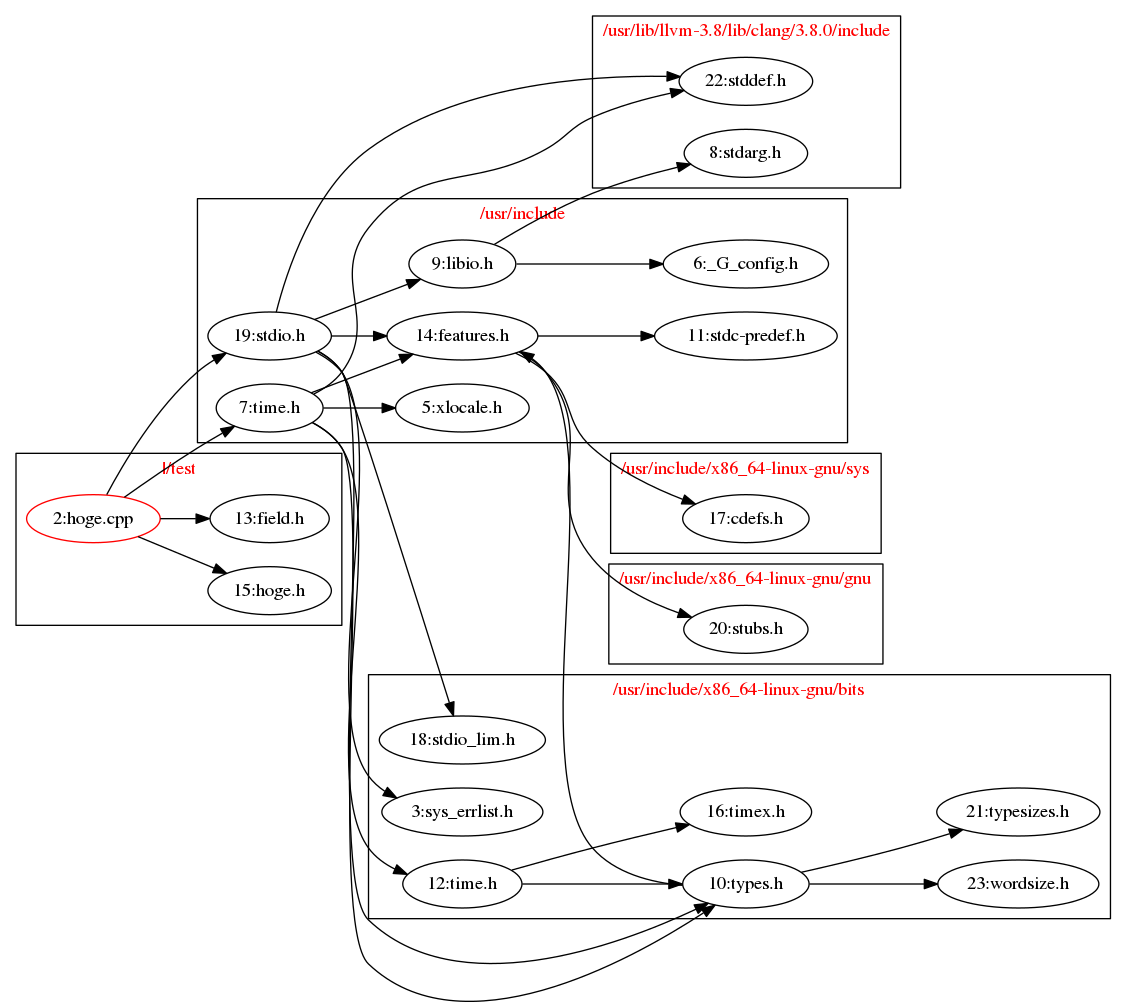 /usr/lib/llvm-3.8/lib/clang/3.8.0/include
22:stddef.h
8:stdarg.h
/usr/include
9:libio.h
6:_G_config.h
19:stdio.h
14:features.h
11:stdc-predef.h
7:time.h
5:xlocale.h
l/test
2:hoge.cpp
13:field.h
15:hoge.h
/usr/include/x86_64-linux-gnu/sys
17:cdefs.h
/usr/include/x86_64-linux-gnu/gnu
20:stubs.h
/usr/include/x86_64-linux-gnu/bits
18:stdio_lim.h
3:sys_errlist.h
16:timex.h
21:typesizes.h
12:time.h
10:types.h
23:wordsize.h